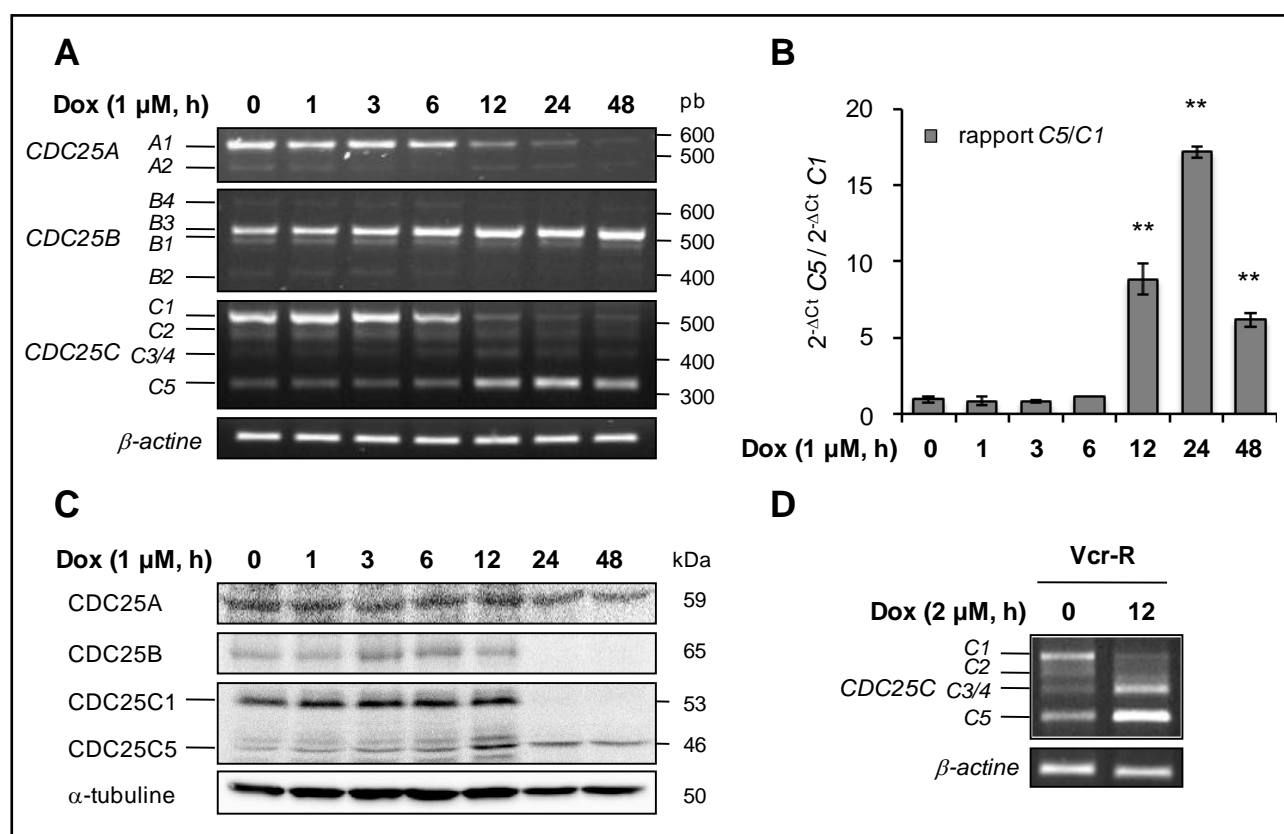 A
Dox (1 µM, h) 0 1 3 6 12 24 48 pb
CDC25A A1 600
A2 500
CDC25B B4 600
B3
B1 500
B2 400
CDC25C C1 500
C2
C3/4 400
C5 300
β-actine
B
20
15
10
5
0
2-ΔCt C5 / 2-ΔCt C1
rapport C5/C1
** ** **
Dox (1 µM, h) 0 1 3 6 12 24 48
C
Dox (1 µM, h) 0 1 3 6 12 24 48 kDa
CDC25A 59
CDC25B 65
CDC25C1 53
CDC25C5 46
α-tubuline 50
D
Vcr-R
Dox (2 µM, h) 0 12
CDC25C C1
C2
C3/4
C5
β-actine